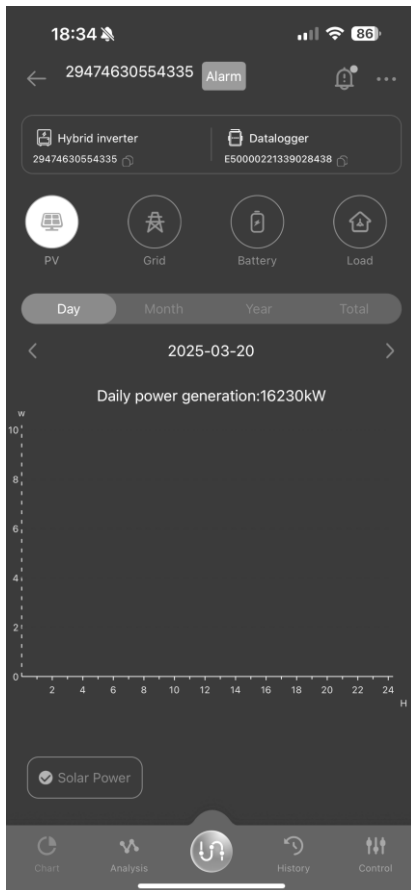 18:34 86
29474630554335 Alarm
Hybrid inverter Datalogger
29474630554335 E50000221339028438
PV Grid Battery Load
Day Month Year Total
2025-03-20
Daily power generation:16230kW
w
10
8
6
4
2
0
2 4 6 8 10 12 14 16 18 20 22 24
H
Solar Power
Chart Analysis History Control